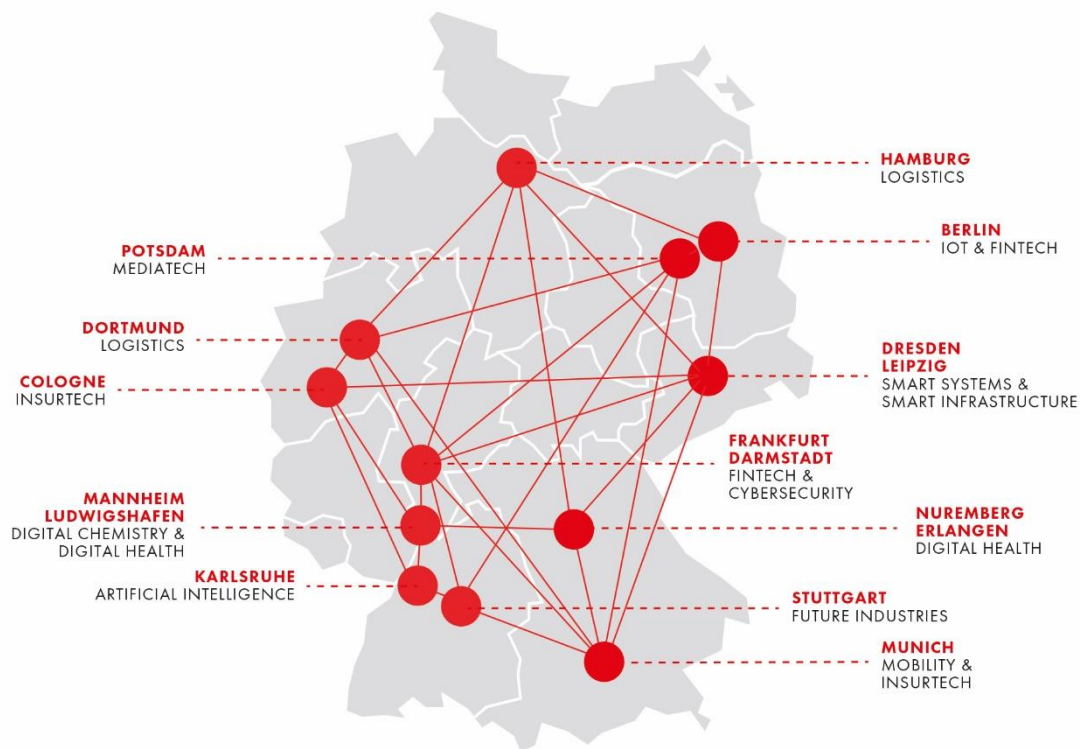 HAMBURG
LOGISTICS
BERLIN
IOT & FINTECH
POTSDAM
MEDIATECH
DORTMUND
LOGISTICS
COLOGNE
INSURTECH
DRESDEN
LEIPZIG
SMART SYSTEMS &
SMART INFRASTRUCTURE
FRANKFURT
DARMSTADT
FINTECH &
CYBERSECURITY
MANNHEIM
LUDWIGSHAFEN
DIGITAL CHEMISTRY &
DIGITAL HEALTH
NUREMBERG
ERLANGEN
DIGITAL HEALTH
KARLSRUHE
ARTIFICIAL INTELLIGENCE
STUTTGART
FUTURE INDUSTRIES
MUNICH
MOBILITY &
INSURTECH